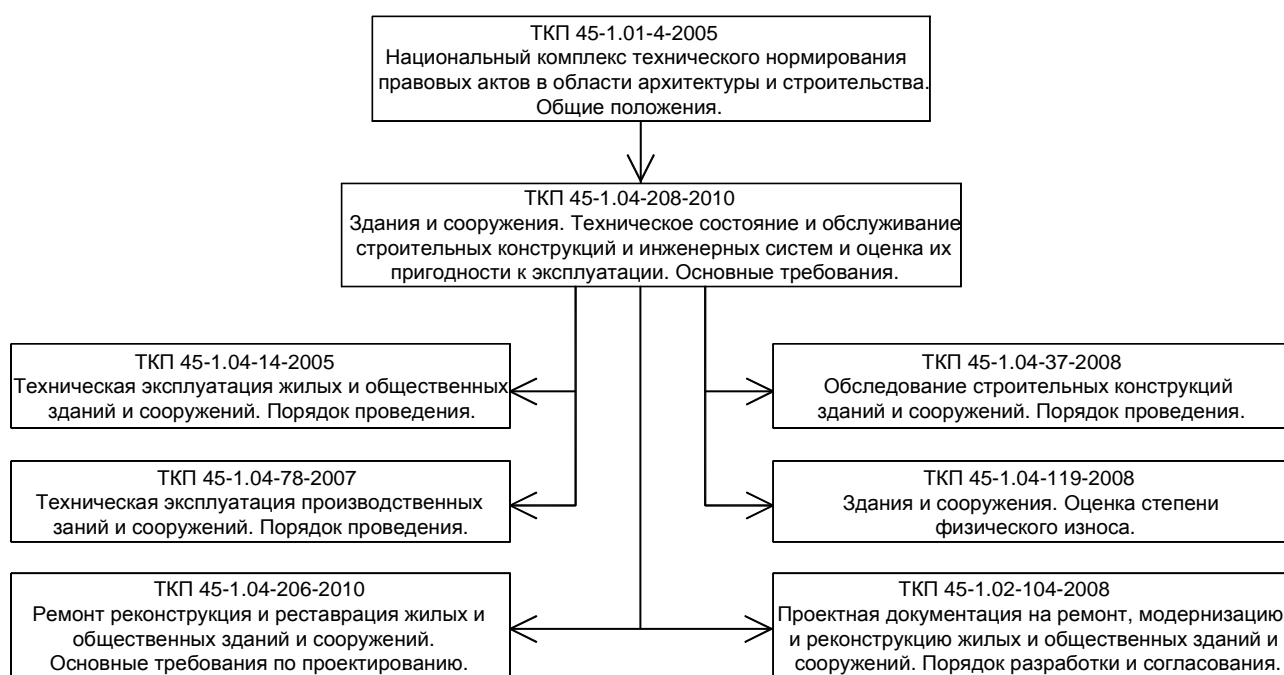 ТКП 45-1.01-4-2005
Национальный комплекс технического нормирования
правовых актов в области архитектуры и строительства.
Общие положения.
ТКП 45-1.04-208-2010
Здания и сооружения. Техническое состояние и обслуживание
строительных конструкций и инженерных систем и оценка их
пригодности к эксплуатации. Основные требования.
ТКП 45-1.04-14-2005
Техническая эксплуатация жилых и общественных
зданий и сооружений. Порядок проведения.
ТКП 45-1.04-37-2008
Обследование строительных конструкций
зданий и сооружений. Порядок проведения.
ТКП 45-1.04-78-2007
Техническая эксплуатация производственных
заний и сооружений. Порядок проведения.
ТКП 45-1.04-119-2008
Здания и сооружения. Оценка степени
физического износа.
ТКП 45-1.04-206-2010
Ремонт реконструкция и реставрация жилых и
общественных зданий и сооружений.
Основные требования по проектированию.
ТКП 45-1.02-104-2008
Проектная документация на ремонт, модернизацию
и реконструкцию жилых и общественных зданий и
сооружений. Порядок разработки и согласования.